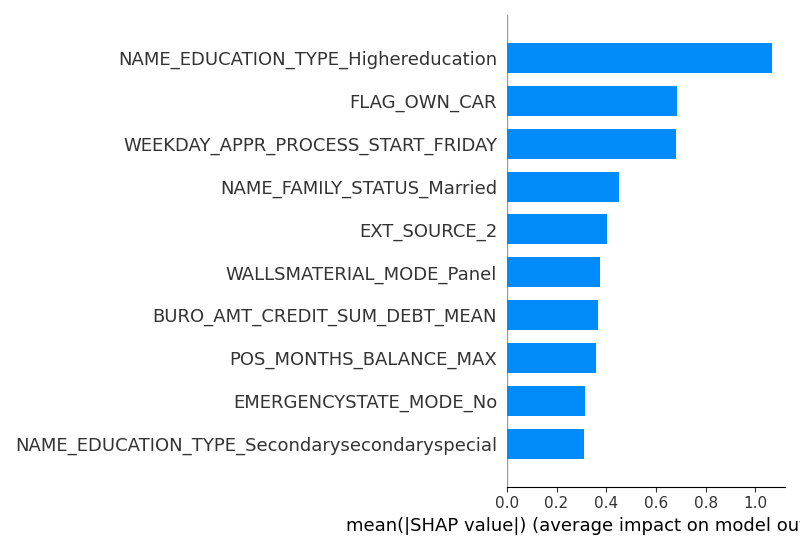 NAME_EDUCATION_TYPE_Highereducation
FLAG_OWN_CAR
WEEKDAY_APPR_PROCESS_START_FRIDAY
NAME_FAMILY_STATUS_Married
EXT_SOURCE_2
WALLSMATERIAL_MODE_Panel
BURO_AMT_CREDIT_SUM_DEBT_MEAN
POS_MONTHS_BALANCE_MAX
EMERGENCYSTATE_MODE_No
NAME_EDUCATION_TYPE_Secondarysecondaryspecial
0.0 0.2 0.4 0.6 0.8 1.0
mean(|SHAP value|) (average impact on model ou